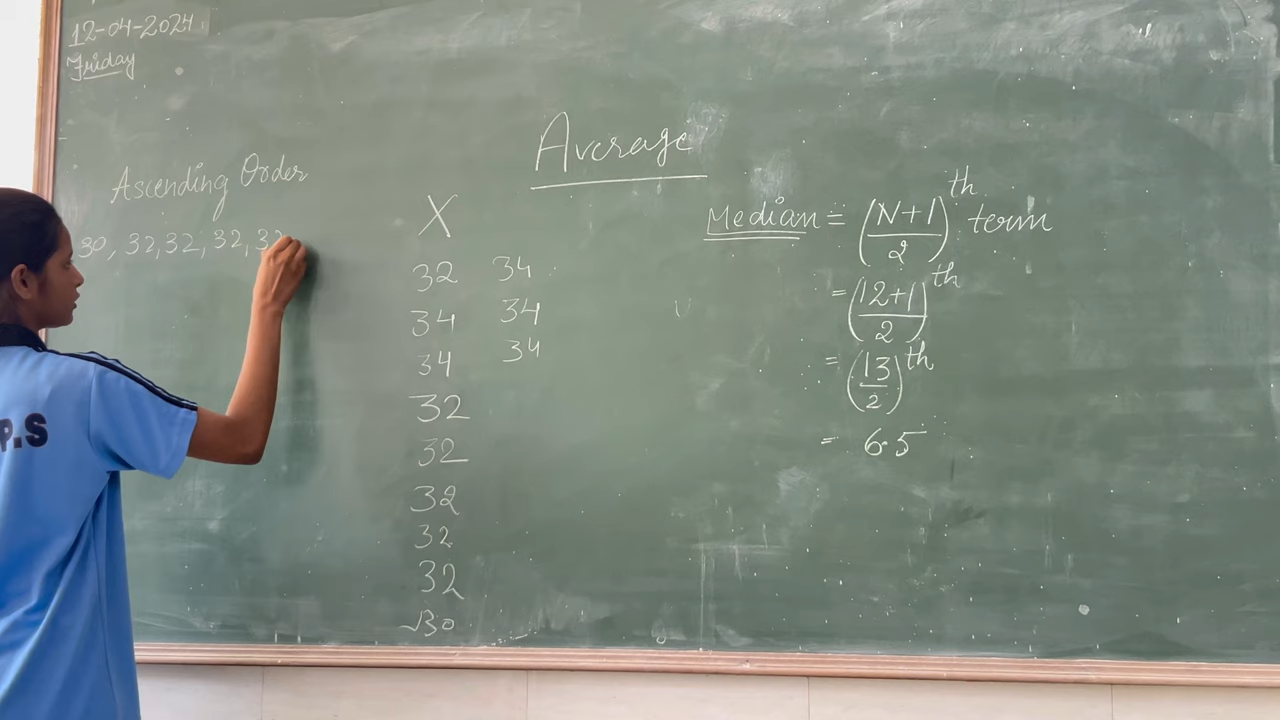 12-04-2024
Friday
Average
Ascending Order
30, 32, 32, 32, 32
X
32 34
34 34
34 34
32
32
32
32
32
30
Median = (N+1/2)th term
= (12+1/2)th
= (13/2)th
= 6.5
P.S